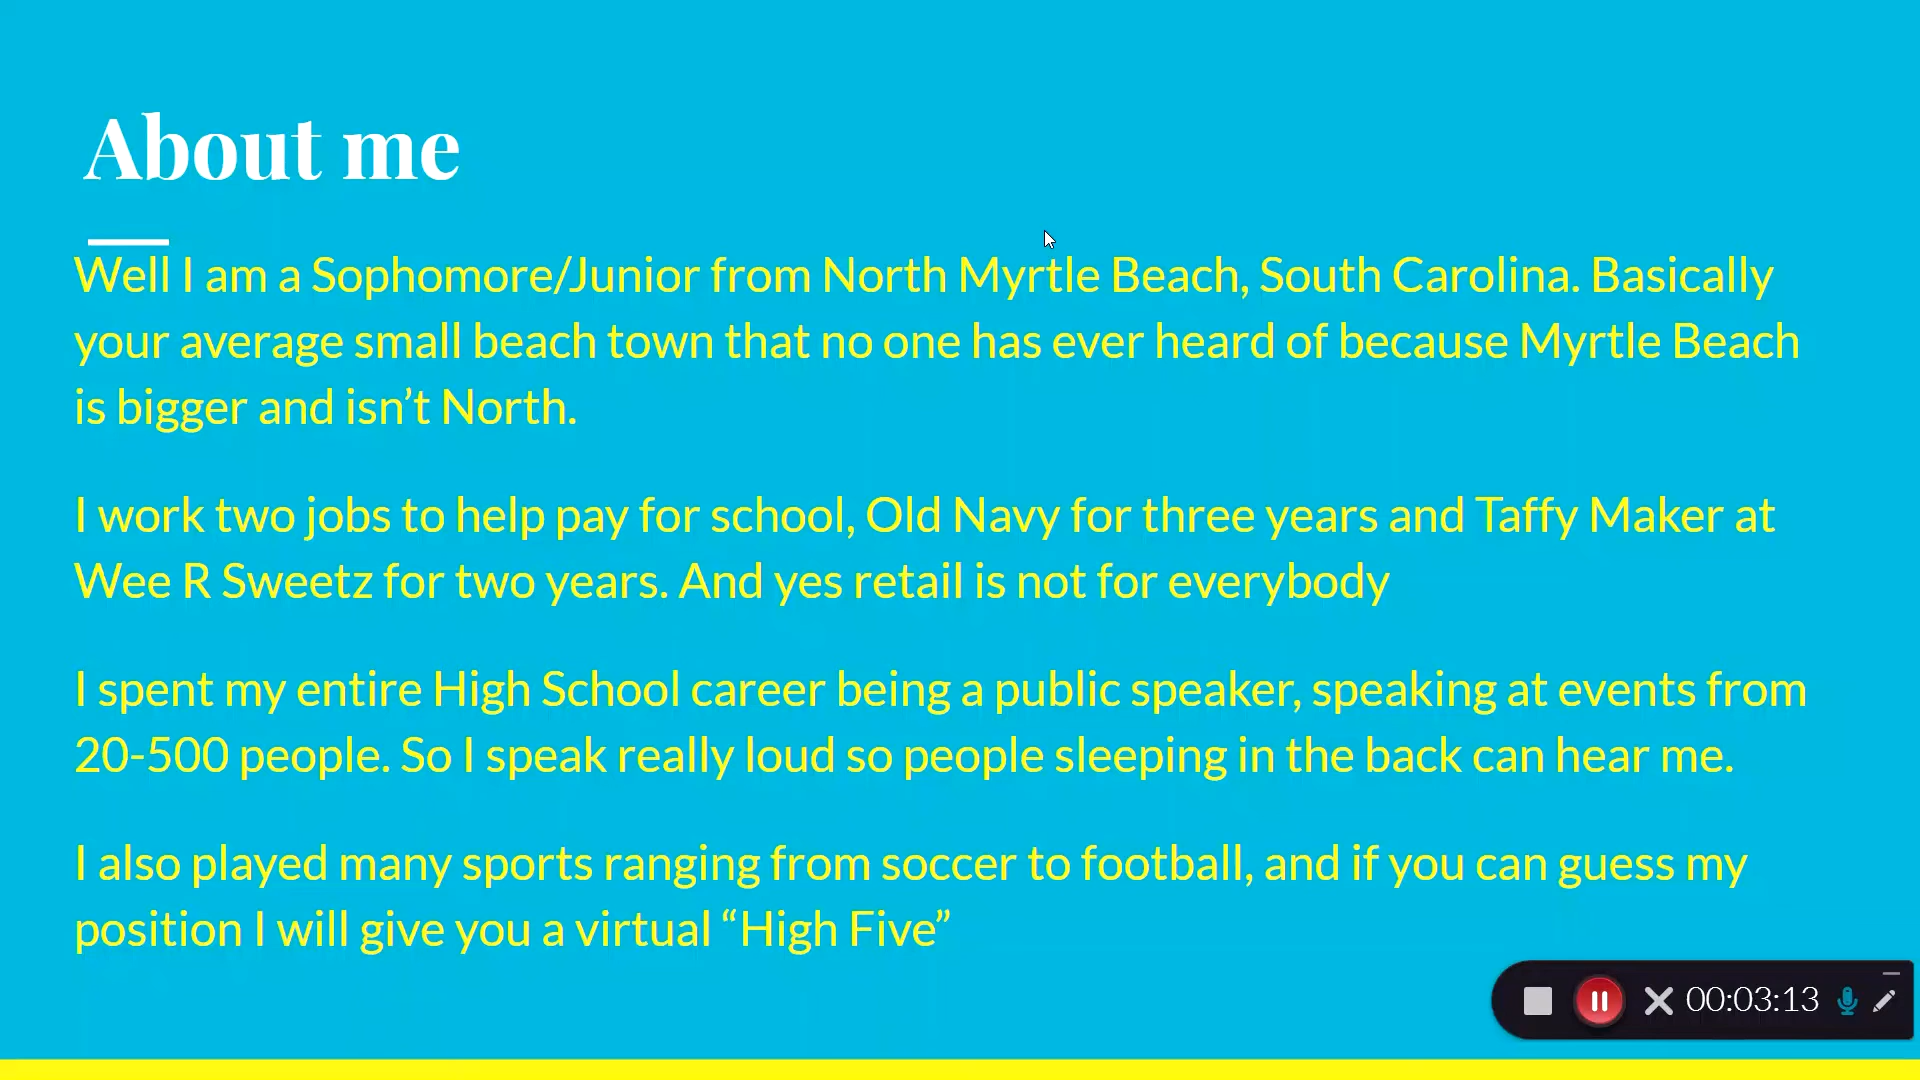 About me
Well I am a Sophomore/Junior from North Myrtle Beach, South Carolina. Basically
your average small beach town that no one has ever heard of because Myrtle Beach
is bigger and isn’t North.
I work two jobs to help pay for school, Old Navy for three years and Taffy Maker at
Wee R Sweetz for two years. And yes retail is not for everybody
I spent my entire High School career being a public speaker, speaking at events from
20-500 people. So I speak really loud so people sleeping in the back can hear me.
I also played many sports ranging from soccer to football, and if you can guess my
position I will give you a virtual “High Five”
00:03:13